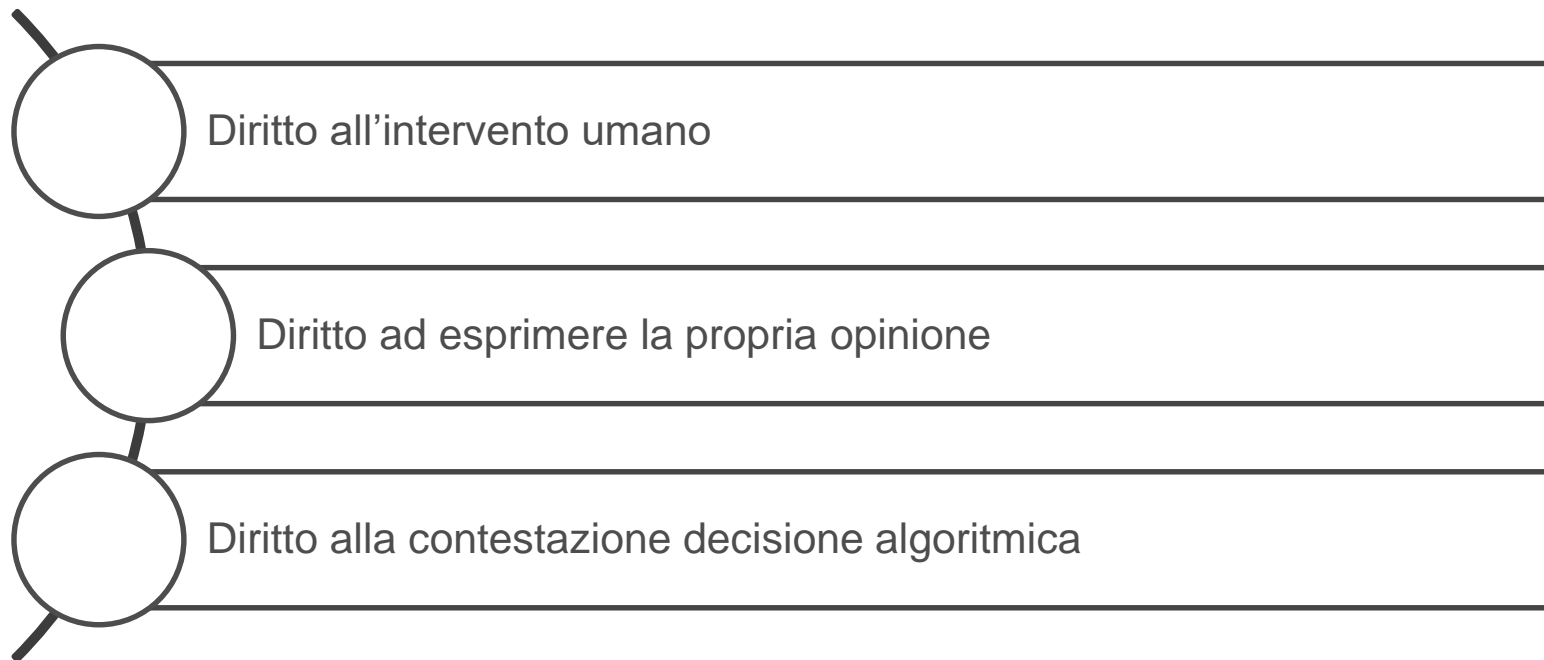 Diritto all’intervento umano
Diritto ad esprimere la propria opinione
Diritto alla contestazione decisione algoritmica